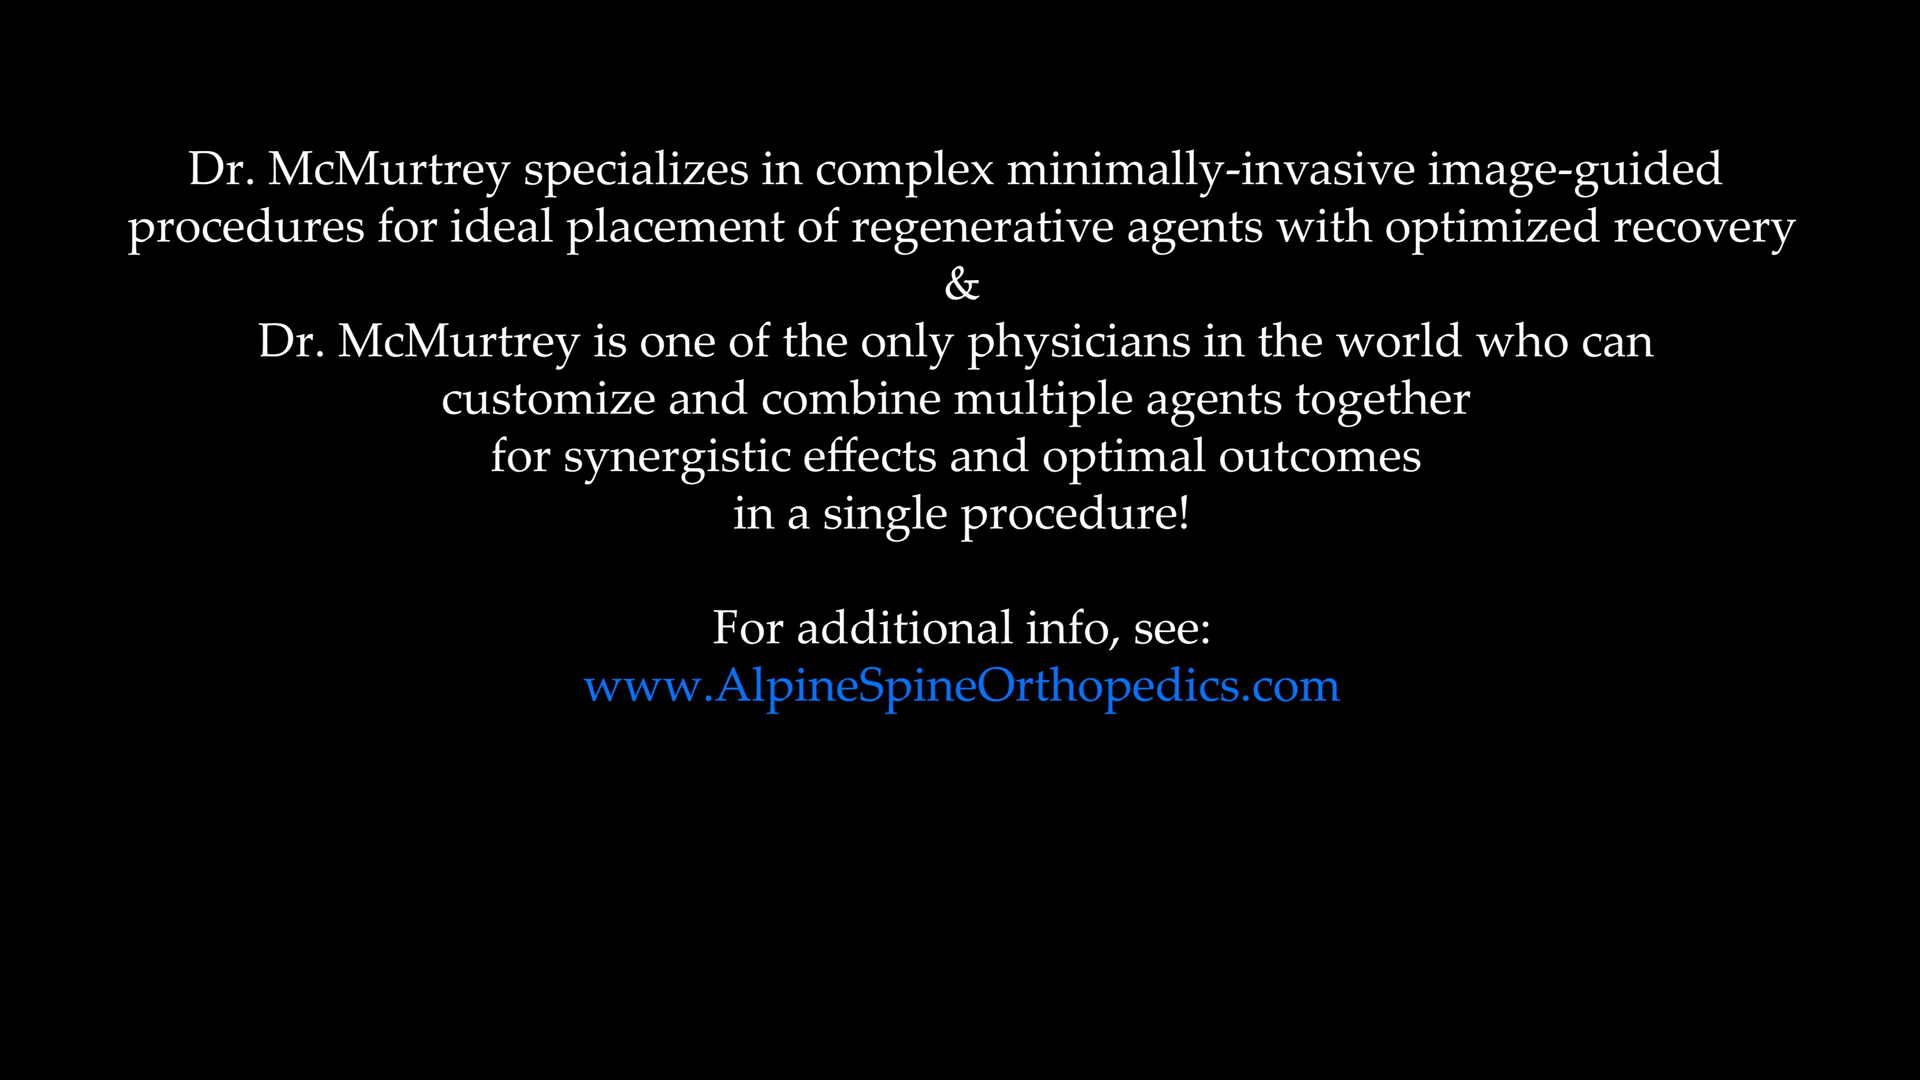 Dr. McMurtrey specializes in complex minimally-invasive image-guided
procedures for ideal placement of regenerative agents with optimized recovery
&
Dr. McMurtrey is one of the only physicians in the world who can
customize and combine multiple agents together
for synergistic effects and optimal outcomes
in a single procedure!
For additional info, see:
www.AlpineSpineOrthopedics.com